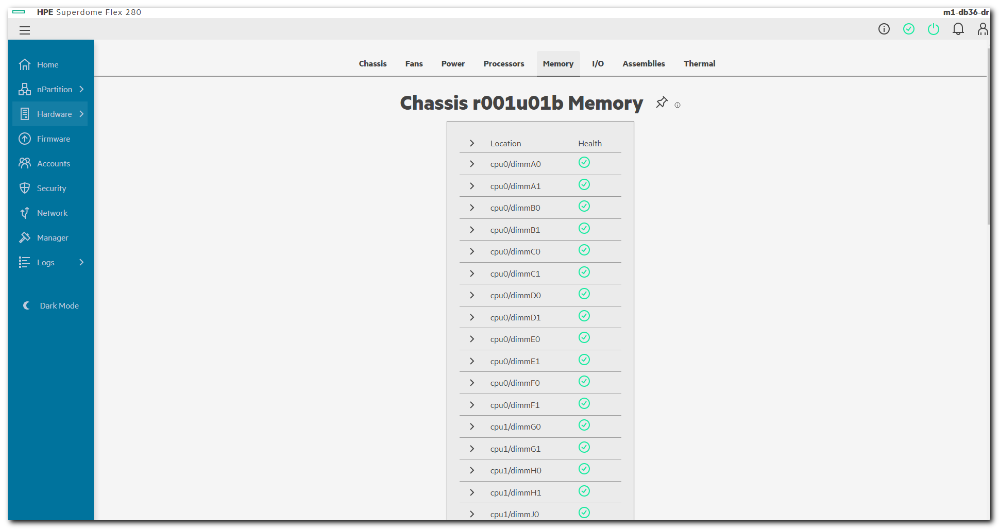 HPE Superdome Flex 280
m1-db36-dr
Chassis Fans Power Processors Memory I/O Assemblies Thermal
Home
nPartition
Hardware
Firmware
Accounts
Security
Network
Manager
Logs
Dark Mode
Chassis r001u01b Memory
Location Health
cpu0/dimmA0
cpu0/dimmA1
cpu0/dimmB0
cpu0/dimmB1
cpu0/dimmC0
cpu0/dimmC1
cpu0/dimmD0
cpu0/dimmD1
cpu0/dimmE0
cpu0/dimmE1
cpu0/dimmF0
cpu0/dimmF1
cpu1/dimmG0
cpu1/dimmG1
cpu1/dimmH0
cpu1/dimmH1
cpu1/dimmJ0